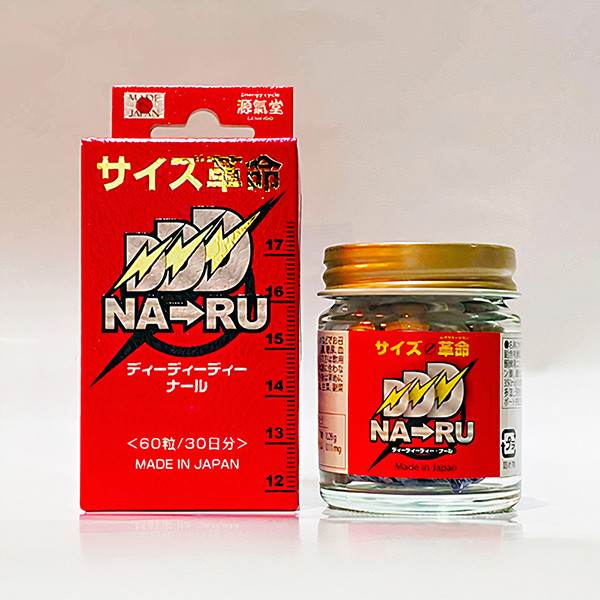 MADE
IN
JAPAN
Energy cycle
源氣堂
GENKIDO
サイズ革命
DDD
NA→RU
ディーディーディー
ナール
<60粒/30日分>
MADE IN JAPAN
17
16
15
14
13
12
サイズ革命
DDD
NA→RU
ディーディーディー・ナール
Made in Japan